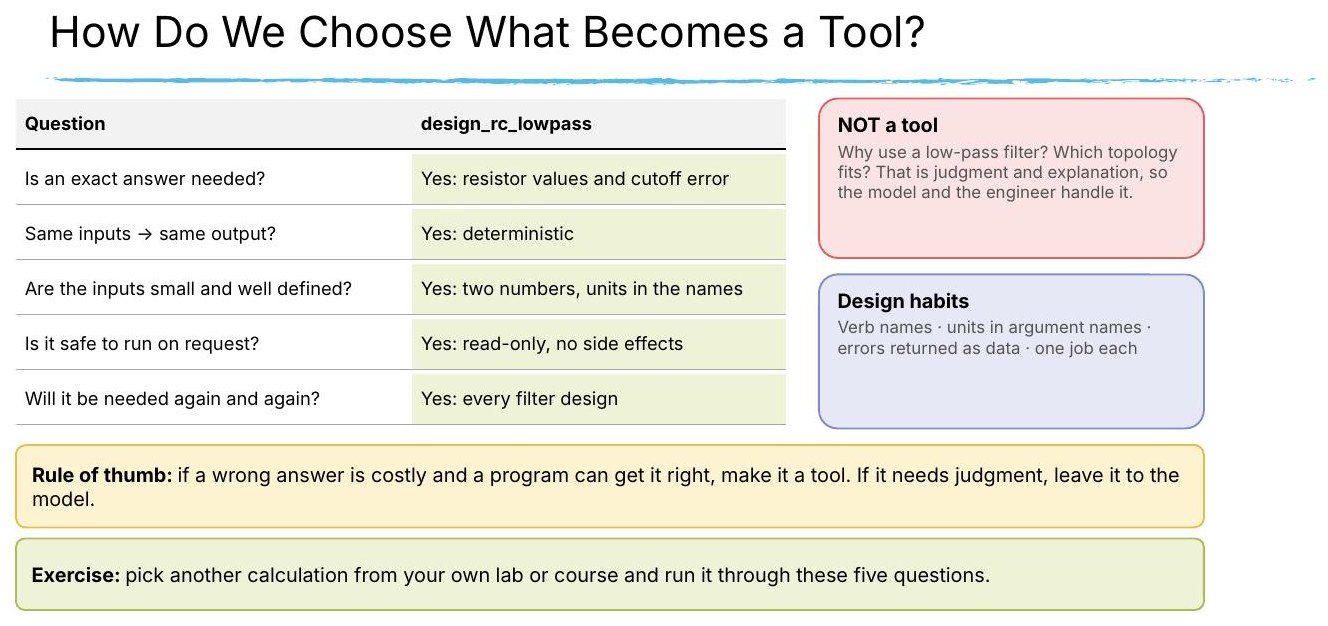 How Do We Choose What Becomes a Tool?
Question design_rc_lowpass
Is an exact answer needed? Yes: resistor values and cutoff error
Same inputs → same output? Yes: deterministic
Are the inputs small and well defined? Yes: two numbers, units in the names
Is it safe to run on request? Yes: read-only, no side effects
Will it be needed again and again? Yes: every filter design
NOT a tool
Why use a low-pass filter? Which topology
fits? That is judgment and explanation, so
the model and the engineer handle it.
Design habits
Verb names · units in argument names ·
errors returned as data · one job each
Rule of thumb: if a wrong answer is costly and a program can get it right, make it a tool. If it needs judgment, leave it to the
model.
Exercise: pick another calculation from your own lab or course and run it through these five questions.